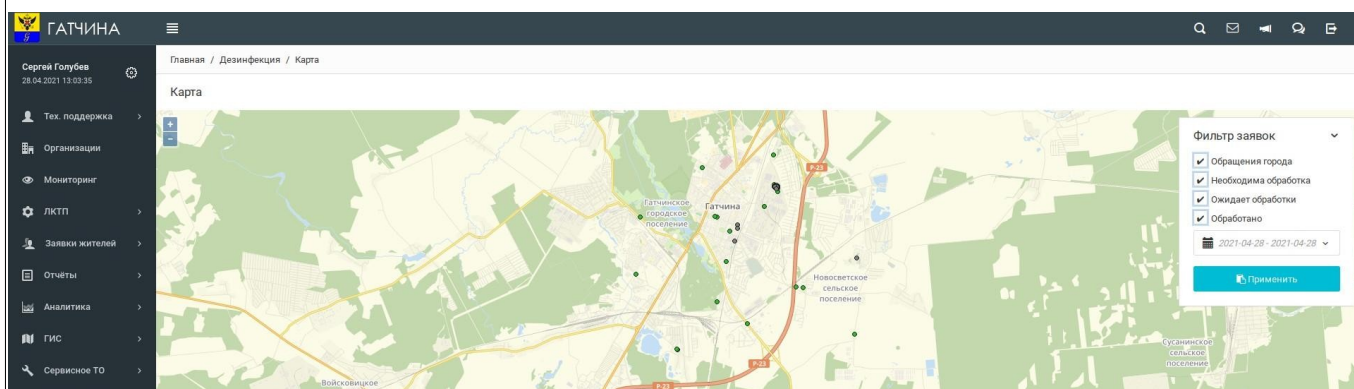 ГАТЧИНА
Сергей Голубев
28.04.2021 13:03:35
Тех. поддержка
Организации
Мониторинг
ЛКТП
Заявки жителей
Отчёты
Аналитика
ГИС
Сервисное ТО
Главная / Дезинфекция / Карта
Карта
+
-
Р-23
Гатчинское
городское
поселение
Гатчина
Новосветское
сельское
поселение
Р-23
Войсковицкое
Р-23
Сусанинское
сельское
поселение
Фильтр заявок
Обращения города
Необходима обработка
Ожидает обработки
Обработано
2021-04-28 - 2021-04-28
Применить